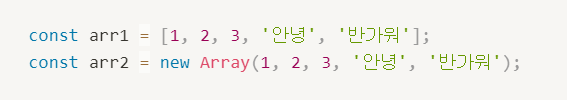 const arr1 = [1, 2, 3, '안녕', '반가워'];
const arr2 = new Array(1, 2, 3, '안녕', '반가워');